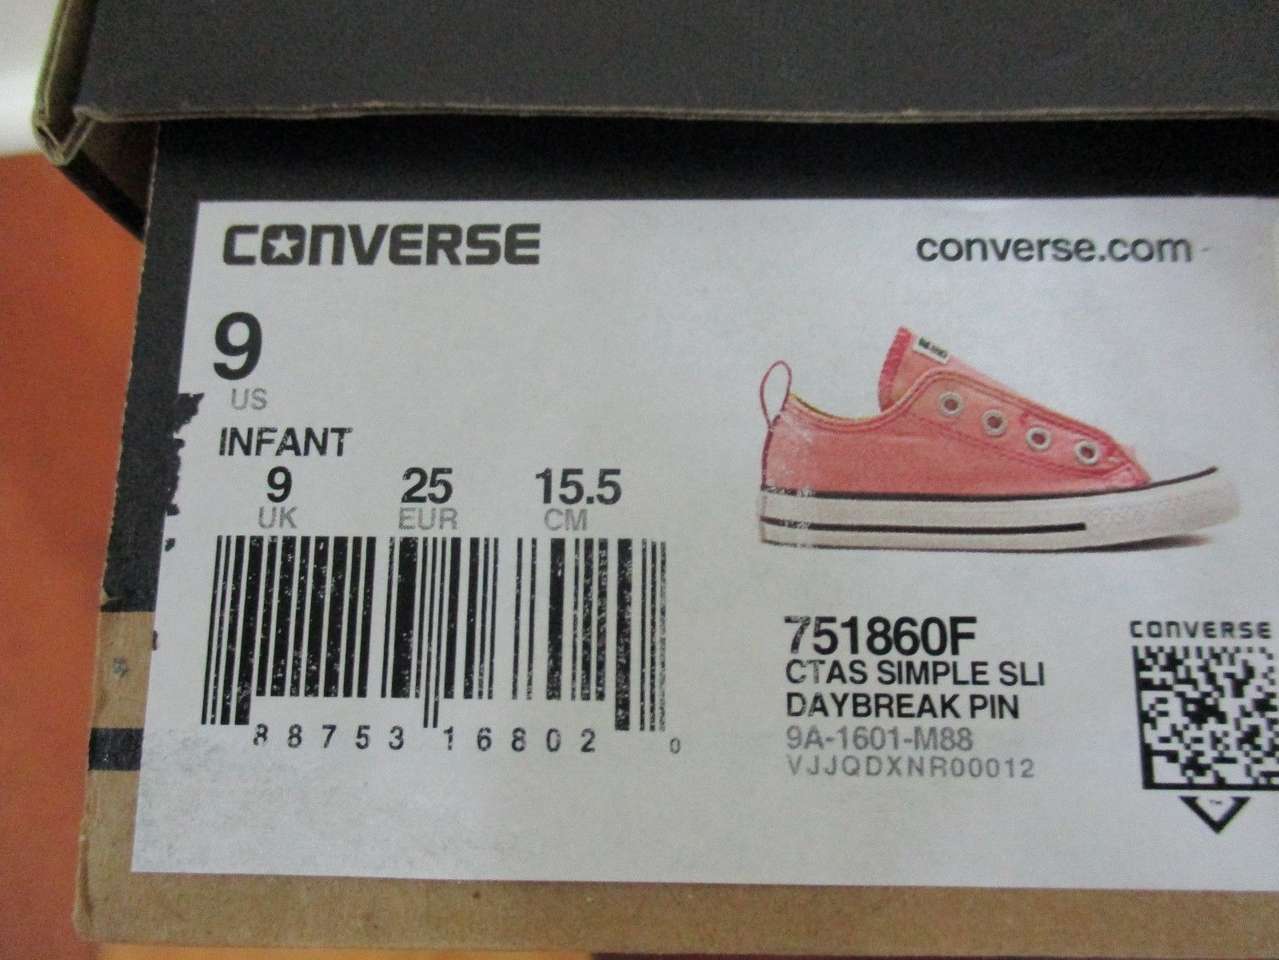 CONVERSE
converse.com
9
US
INFANT
9 25 15.5
UK EUR CM
88753 16802 0
751860F
CTAS SIMPLE SLI
DAYBREAK PIN
9A-1601-M88
VJJQDXNR00012
CONVERSE